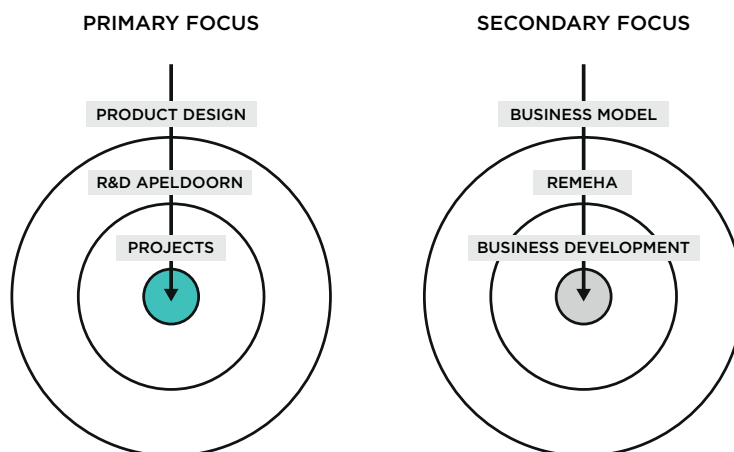 PRIMARY FOCUS
PRODUCT DESIGN
R&D APELDOORN
PROJECTS
SECONDARY FOCUS
BUSINESS MODEL
REMEHA
BUSINESS DEVELOPMENT